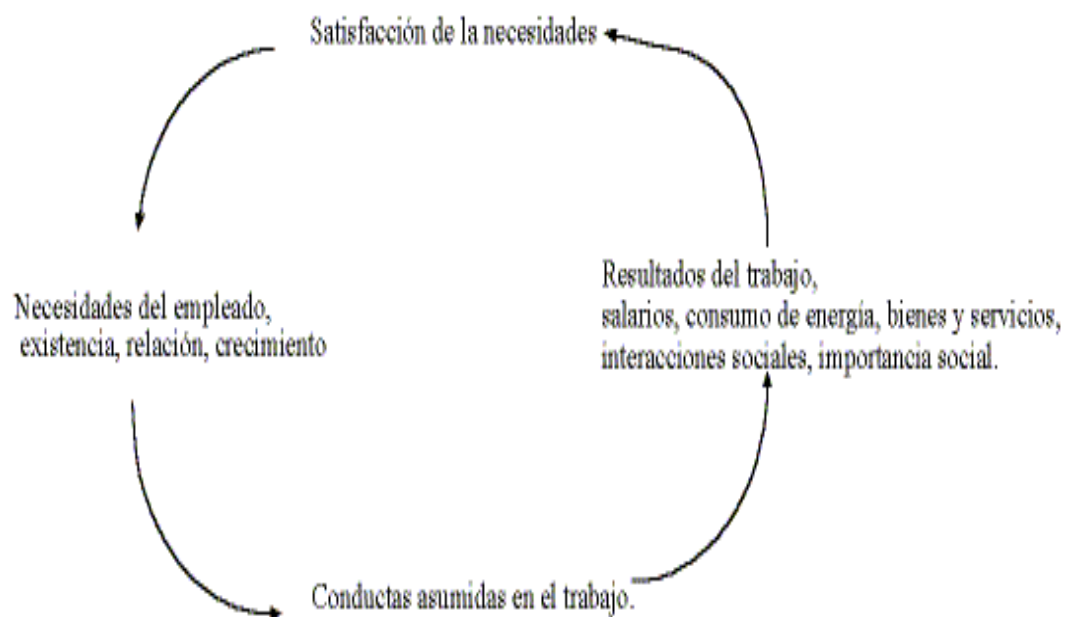 Satisfacción de la necesidades
Necesidades del empleado,
existencia, relación, crecimiento
Resultados del trabajo,
salarios, consumo de energía, bienes y servicios,
interacciones sociales, importancia social.
Conductas asumidas en el trabajo.